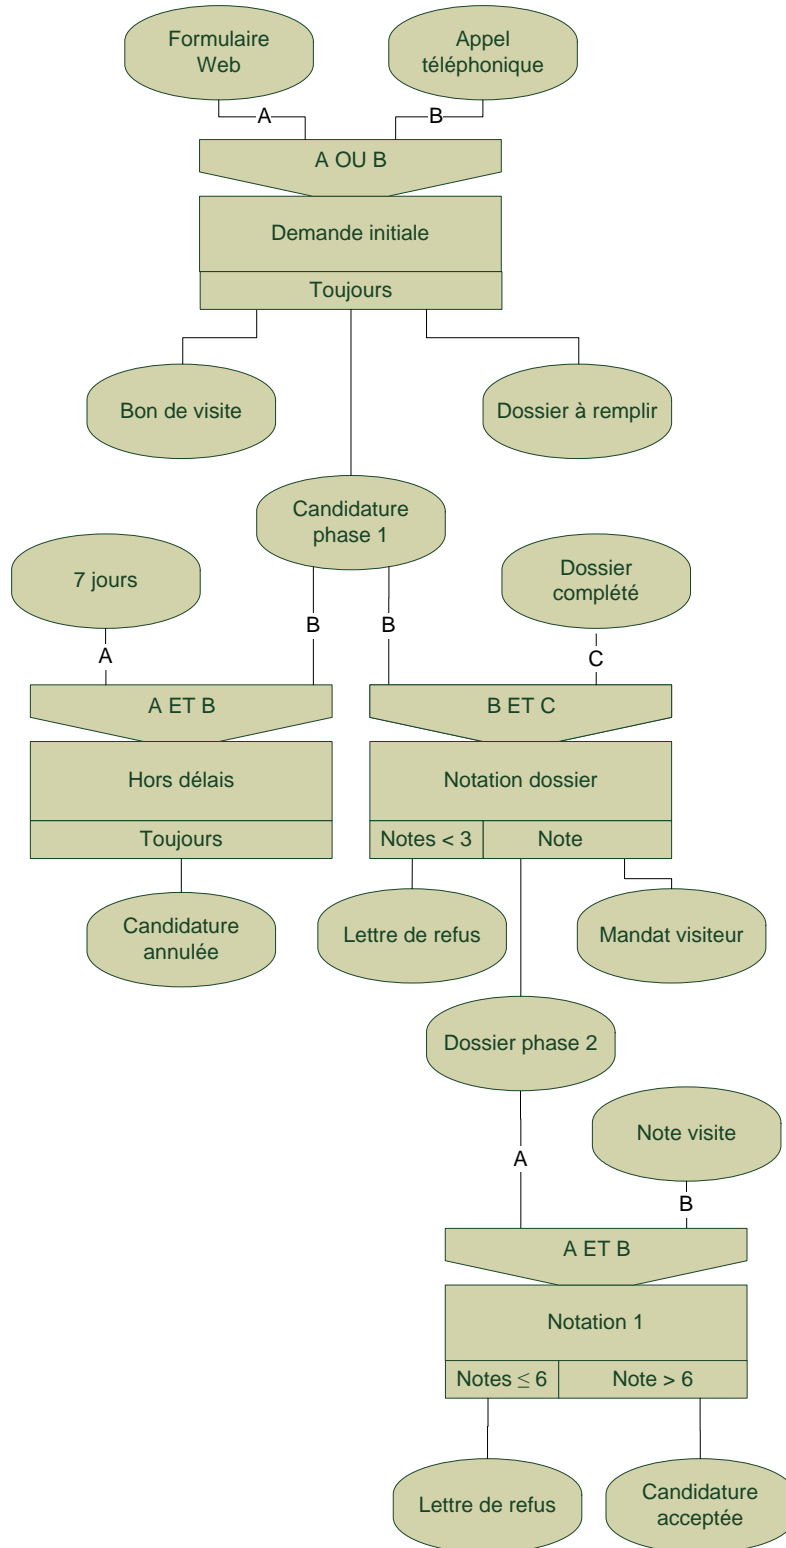 Formulaire
Web
Appel
téléphonique
A
B
A OU B
Demande initiale
Toujours
Bon de visite
Dossier à remplir
Candidature
phase 1
7 jours
Dossier
complété
A
B
B
C
A ET B
B ET C
Hors délais
Notation dossier
Toujours
Notes < 3
Note
Candidature
annulée
Lettre de refus
Mandat visiteur
Dossier phase 2
Note visite
A
B
A ET B
Notation 1
Notes ≤ 6
Note > 6
Lettre de refus
Candidature
acceptée